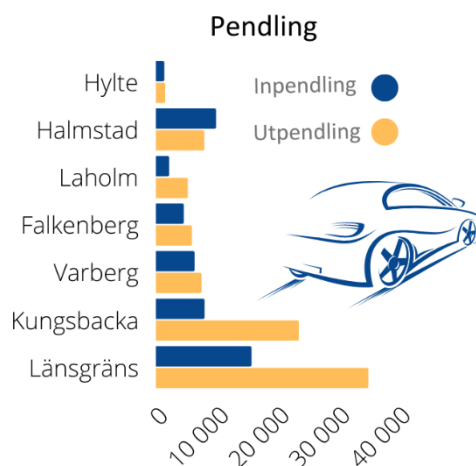 Pendling
Inpendling
Utpendling
Hylte
Halmstad
Laholm
Falkenberg
Varberg
Kungsbacka
Länsgräns
0
10 000
20 000
30 000
40 000